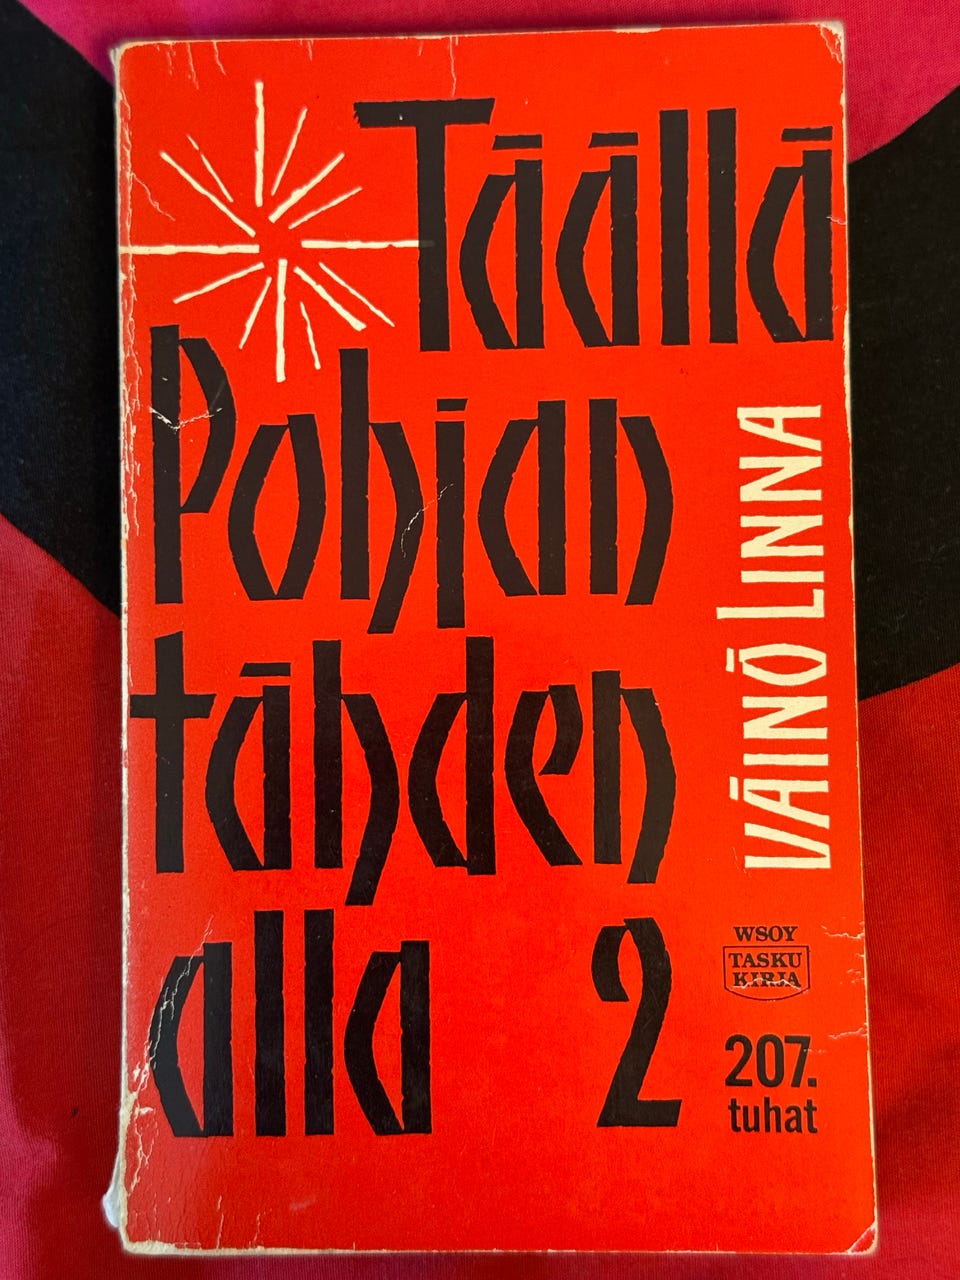 Täällä
Pohjan
tähden
alla 2
VÄINÖ LINNA
WSOY
TASKU
KIRJA
207.
tuhat